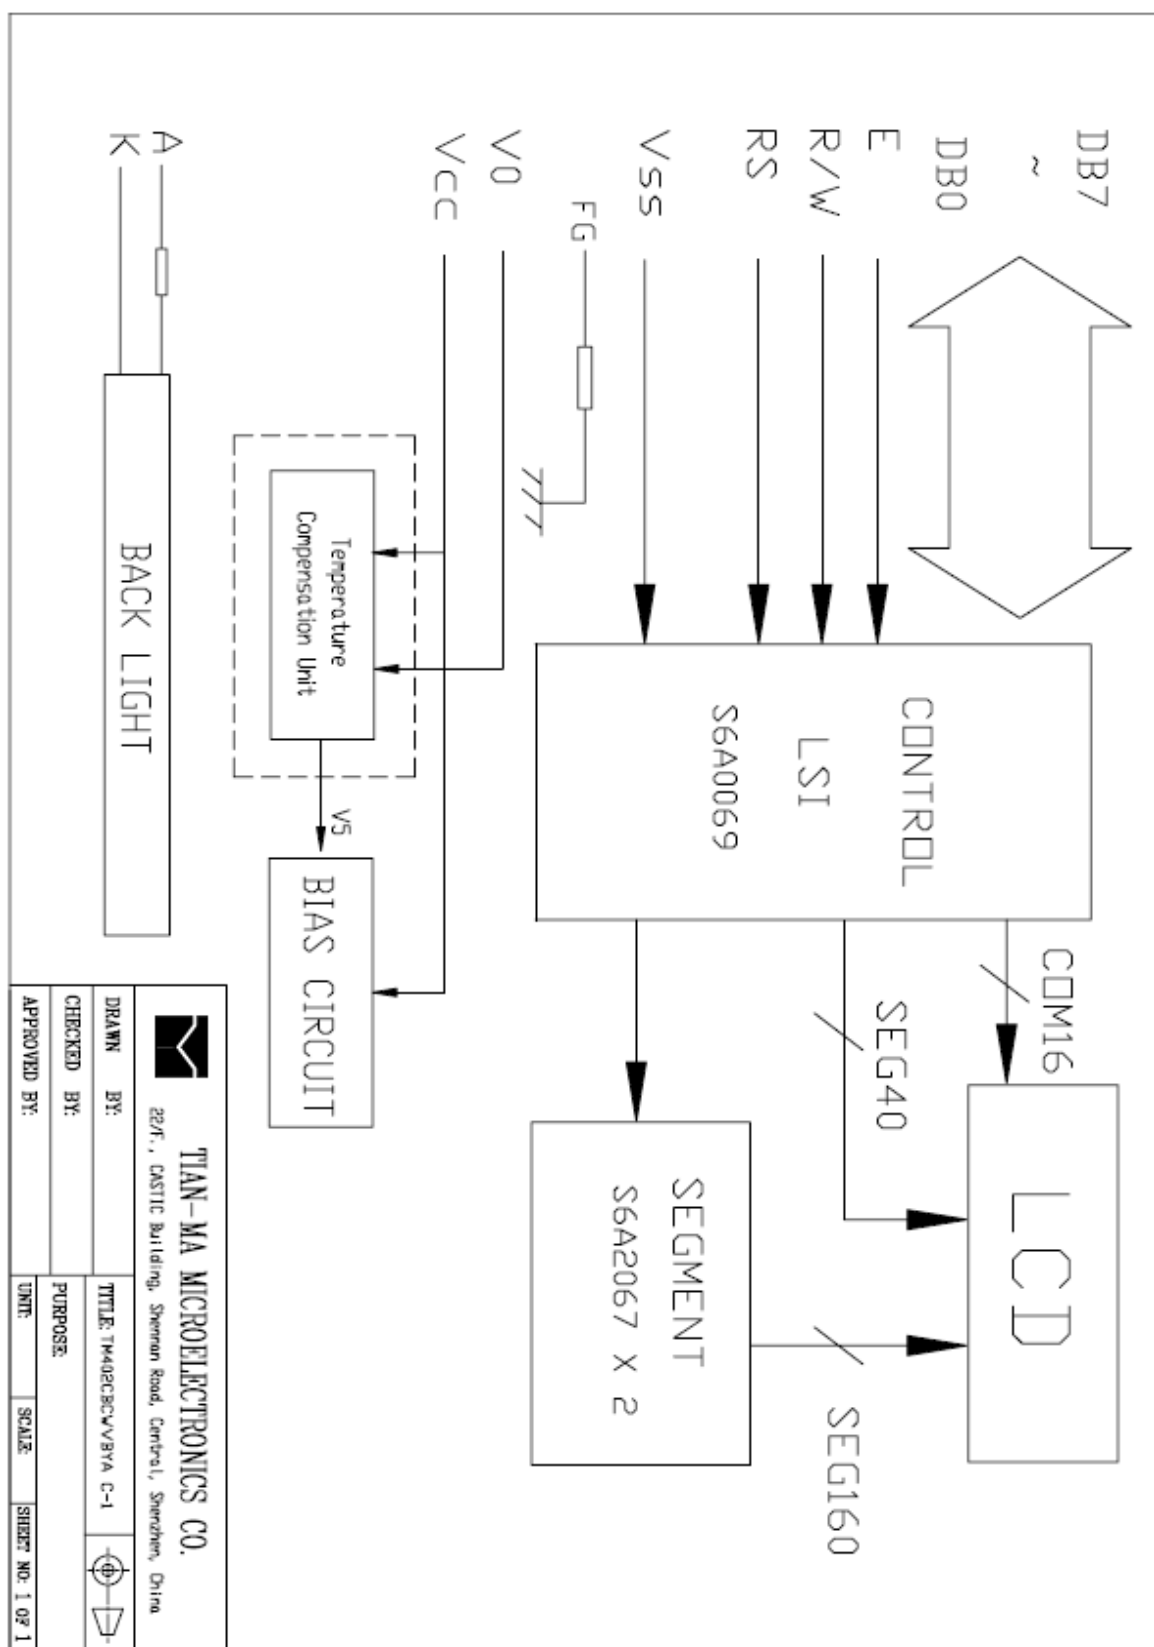 DB7
~
DB0
E
R/W
RS
Vss
FG
V0
Vcc
A
K
CONTROL
LSI
S6A0069
COM16
SEG40
LCD
SEGMENT
S6A2067 X 2
SEG160
Temperature
Compensation Unit
V5
BIAS CIRCUIT
BACK LIGHT
TIAN-MA MICROELECTRONICS CO.
22/F., CASTIC Building, Shennan Road, Central, Shenzhen, China
DRAWN BY:
TITLE: TM402CBCWVBYA C-1
CHECKED BY:
PURPOSE:
APPROVED BY:
UNIT:
SCALE:
SHEET NO: 1 OF 1